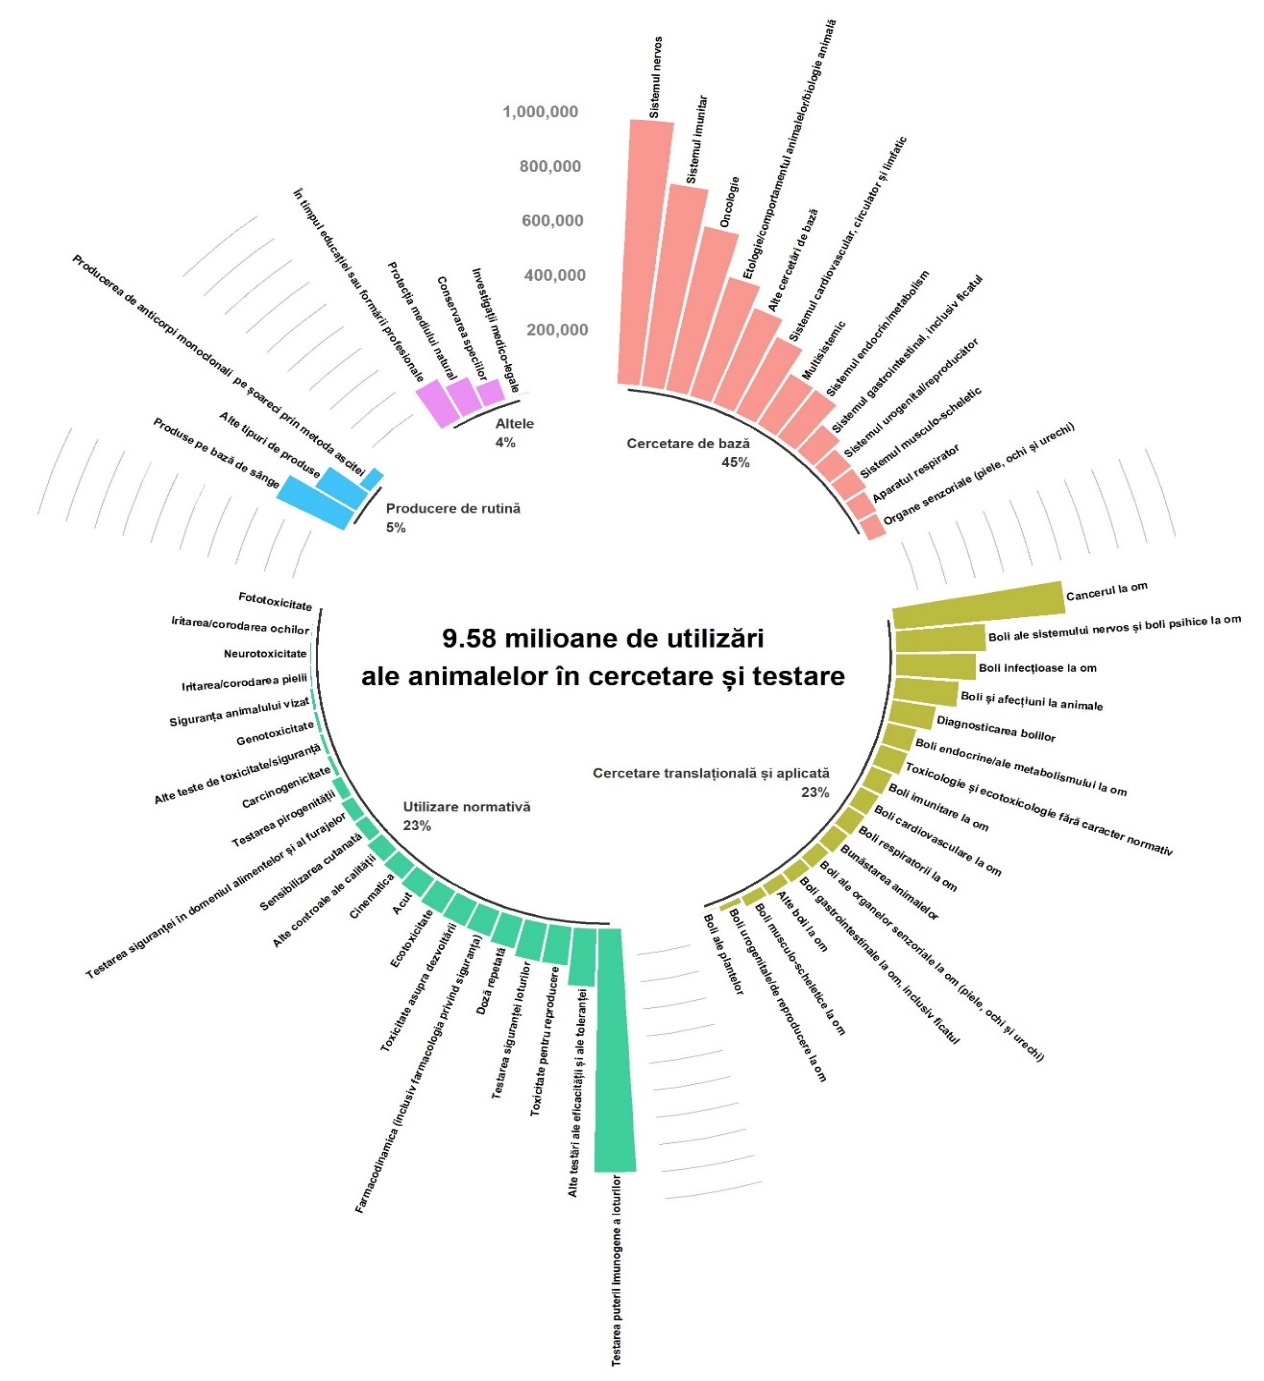 1,000,000
800,000
600,000
400,000
200,000
Sistemul nervos
Sistemul imunitar
Oncologie
Etologie/comportamentul animalelor/biologie animală
Alte cercetări de bază
Sistemul cardiovascular, circulator și limfatic
Multisistemic
Sistemul endocrin/metabolism
Sistemul gastrointestinal, inclusiv ficatul
Sistemul urogenital/reproducător
Sistemul musculo-scheletic
Aparatul respirator
Organe senzoriale (piele, ochi și urechi)
Cercetare de bază
45%
Cancerul la om
Boli ale sistemului nervos și boli psihice la om
Boli infecțioase la om
Boli și afecțiuni la animale
Diagnosticarea bolilor
Boli endocrine/ale metabolismului la om
Toxicologie și ecotoxicologie fără caracter normativ
Boli imunitare la om
Boli cardiovasculare la om
Boli respiratorii la om
Bunăstarea animalelor
Boli ale organelor senzoriale la om (piele, ochi și urechi)
Boli gastrointestinale la om, inclusiv ficatul
Alte boli la om
Boli musculo-scheletice la om
Boli urogenitale/de reproducere la om
Boli ale plantelor
Cercetare translațională și aplicată
23%
Testarea puterii imunogene a loturilor
Alte testări ale eficacității și ale toleranței
Toxicitate pentru reproducere
Testarea siguranței loturilor
Doză repetată
Farmacodinamica (inclusiv farmacologia privind siguranța)
Toxicitate asupra dezvoltării
Ecotoxicitate
Acut
Cinematica
Alte controale ale calității
Sensibilizarea cutanată
Testarea siguranței în domeniul alimentelor și al furajelor
Testarea pirogenității
Carcinogenicitate
Alte teste de toxicitate/siguranță
Genotoxicitate
Siguranța animalului vizat
Iritarea/corodarea pielii
Neurotoxicitate
Iritarea/corodarea ochilor
Fototoxicitate
Utilizare normativă
23%
Produse pe bază de sânge
Alte tipuri de produse
Producerea de anticorpi monoclonali pe șoareci prin metoda ascitei
Producere de rutină
5%
În timpul educației sau formării profesionale
Protecția mediului natural
Conservarea speciilor
Investigații medico-legale
Altele
4%
9.58 milioane de utilizări
ale animalelor în cercetare și testare